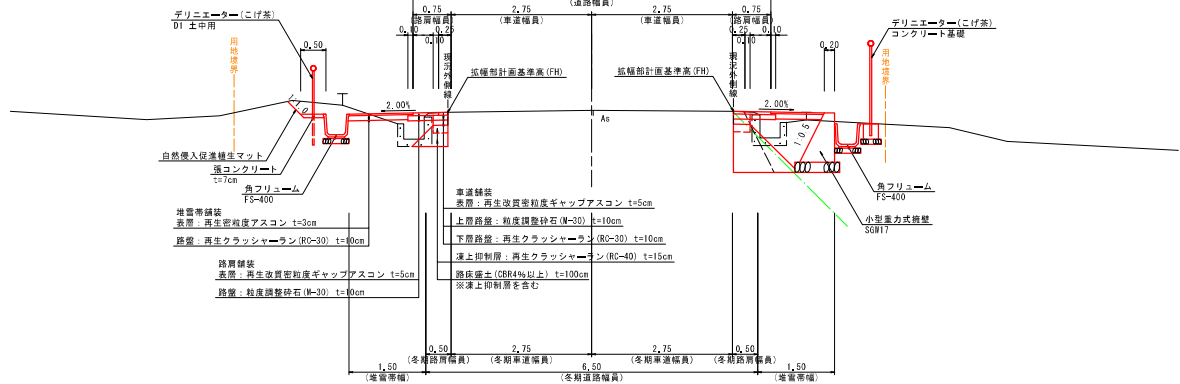 (道路幅員)
0.75
2.75
2.75
0.75
(路肩幅員)
(車道幅員)
(車道幅員)
(路肩幅員)
0.10
0.25
0.10
0.25
0.10
0.10
デリニエーター(こげ茶)
D1 土中用
デリニエーター(こげ茶)
コンクリート基礎
用地境界
0.50
現況外側線
拡幅部計画基準高(FH)
拡幅部計画基準高(FH)
現況外側線
0.20
用地境界
1:1.0
2.00%
As
2.00%
1:0.5
自然侵入促進植生マット
張コンクリート
t=7cm
角フリューム
FS-400
角フリューム
FS-400
小型重力式擁壁
SGW17
堆雪帯舗装
表層：再生密粒度アスコン t=3cm
路盤：再生クラッシャーラン(RC-30) t=10cm
路肩舗装
表層：再生改質密粒度ギャップアスコン t=5cm
路盤：粒度調整砕石(M-30) t=10cm
車道舗装
表層：再生改質密粒度ギャップアスコン t=5cm
上層路盤：粒度調整砕石(M-30) t=10cm
下層路盤：再生クラッシャーラン(RC-30) t=10cm
凍上抑制層：再生クラッシャーラン(RC-40) t=15cm
路床盛土(CBR4%以上) t=100cm
※凍上抑制層を含む
0.50
2.75
2.75
0.50
(冬期路肩幅員)
(冬期車道幅員)
(冬期車道幅員)
(冬期路肩幅員)
1.50
6.50
1.50
(堆雪帯幅)
(冬期道路幅員)
(堆雪帯幅)